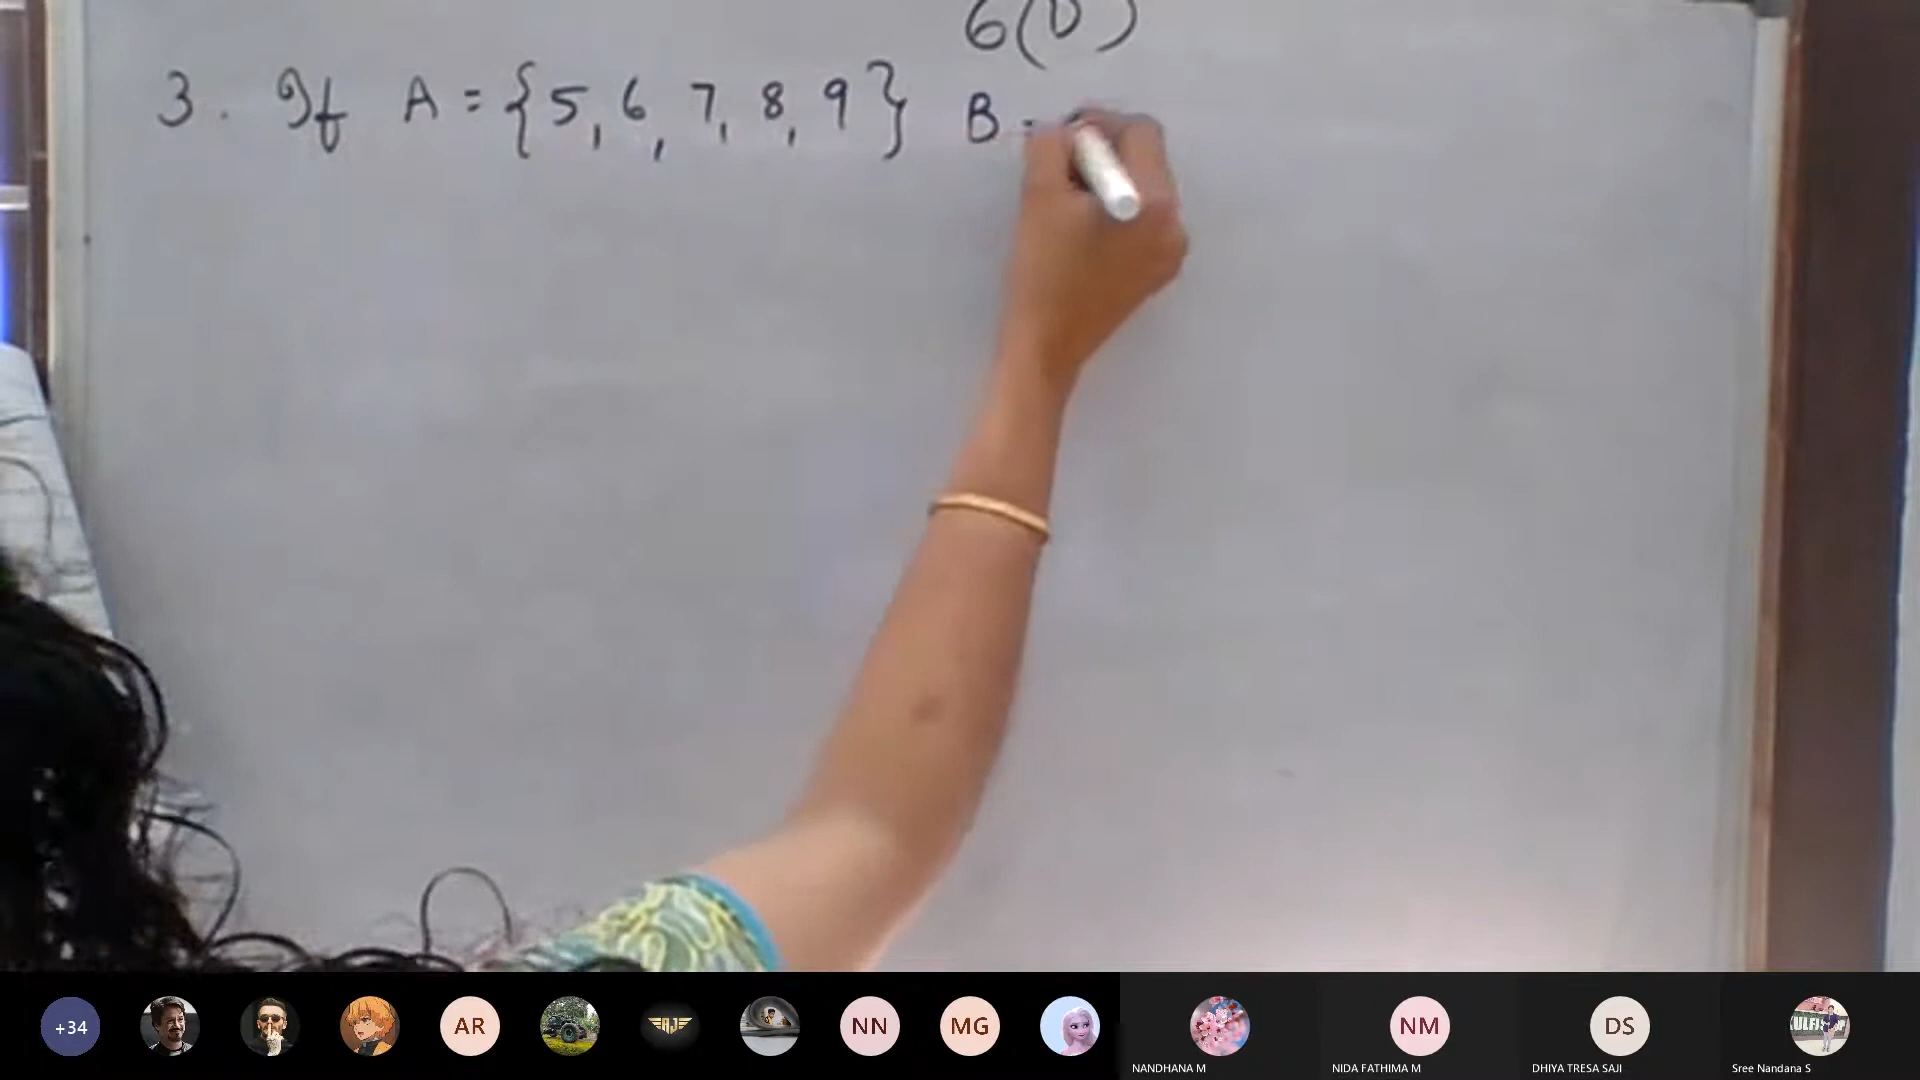 6(D)
3. If A = {5, 6, 7, 8, 9} B =
+34
AR
AJ
NN
MG
NANDHANA M
NM
NIDA FATHIMA M
DS
DHIYA TRESA SAJI
Sree Nandana S